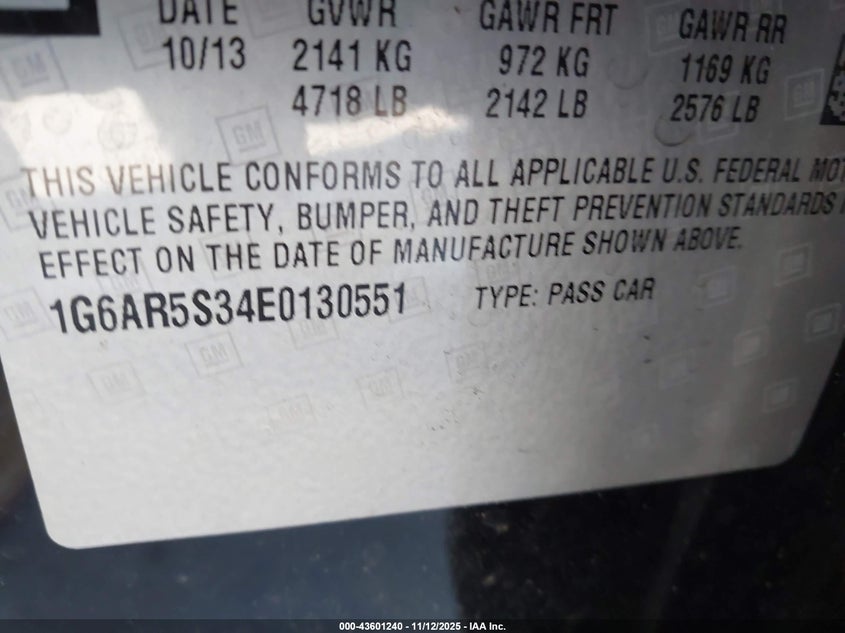 DATE GVWR GAWR FRT GAWR RR
10/13 2141 KG 972 KG 1169 KG
4718 LB 2142 LB 2576 LB
THIS VEHICLE CONFORMS TO ALL APPLICABLE U.S. FEDERAL MOT
VEHICLE SAFETY, BUMPER, AND THEFT PREVENTION STANDARDS
EFFECT ON THE DATE OF MANUFACTURE SHOWN ABOVE.
1G6AR5S34E0130551 TYPE: PASS CAR
000-43601240 - 11/12/2025 - IAA Inc.